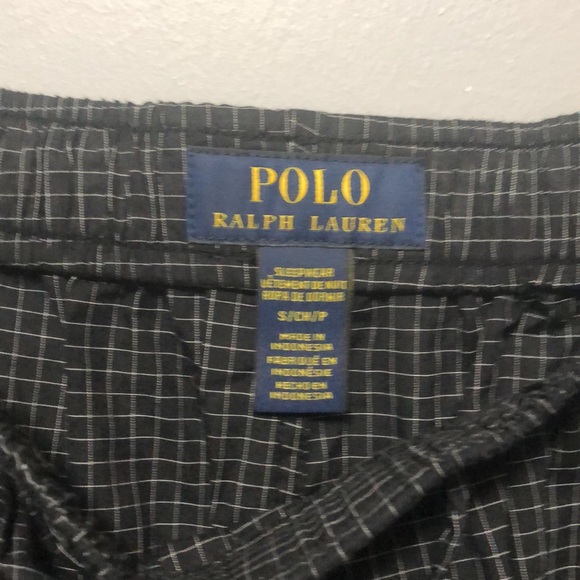 POLO
RALPH LAUREN
SLEEPWEAR
VÊTEMENT DE NUIT
ROPA DE DORMIR
S/CH/P
MADE IN
INDONESIA
FABRIQUÉ EN
INDONÉSIE
HECHO EN
INDONESIA